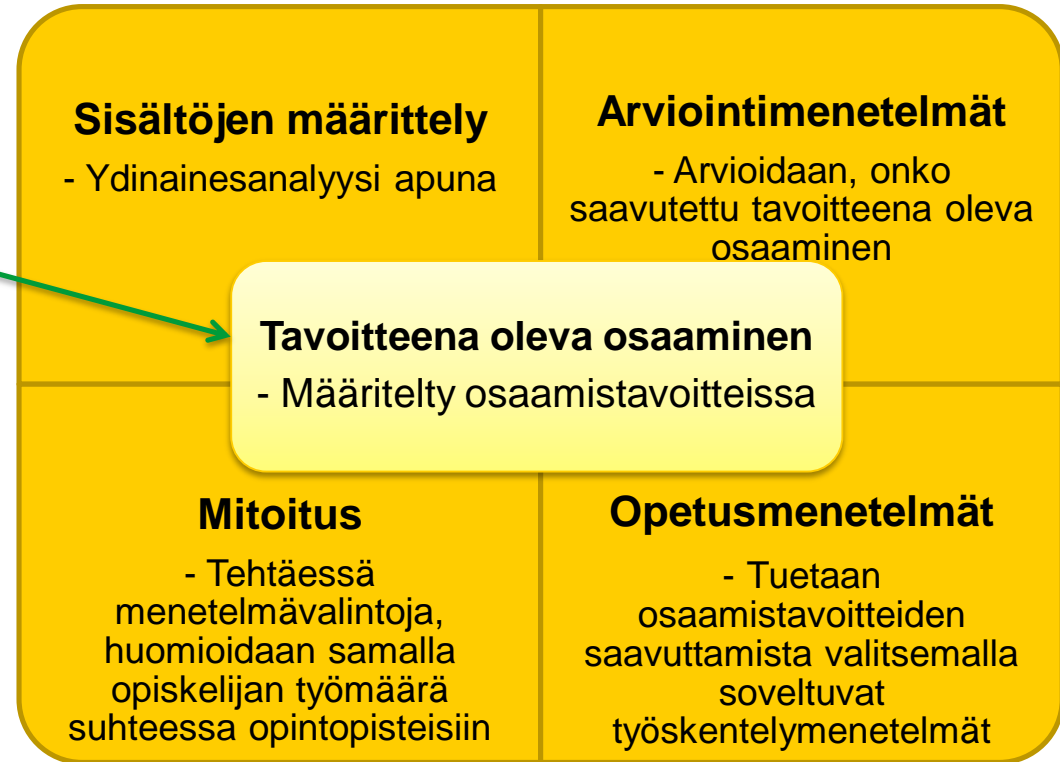 Sisältöjen määrittely
- Ydinainesanalyysi apuna
Arviointimenetelmät
- Arvioidaan, onko
saavutettu tavoitteena oleva
osaaminen
Tavoitteena oleva osaaminen
- Määritelty osaamistavoitteissa
Mitoitus
- Tehtäessä
menetelmävalintoja,
huomioidaan samalla
opiskelijan työmäärä
suhteessa opintopisteisiin
Opetusmenetelmät
- Tuetaan
osaamistavoitteiden
saavuttamista valitsemalla
soveltuvat
työskentelymenetelmät